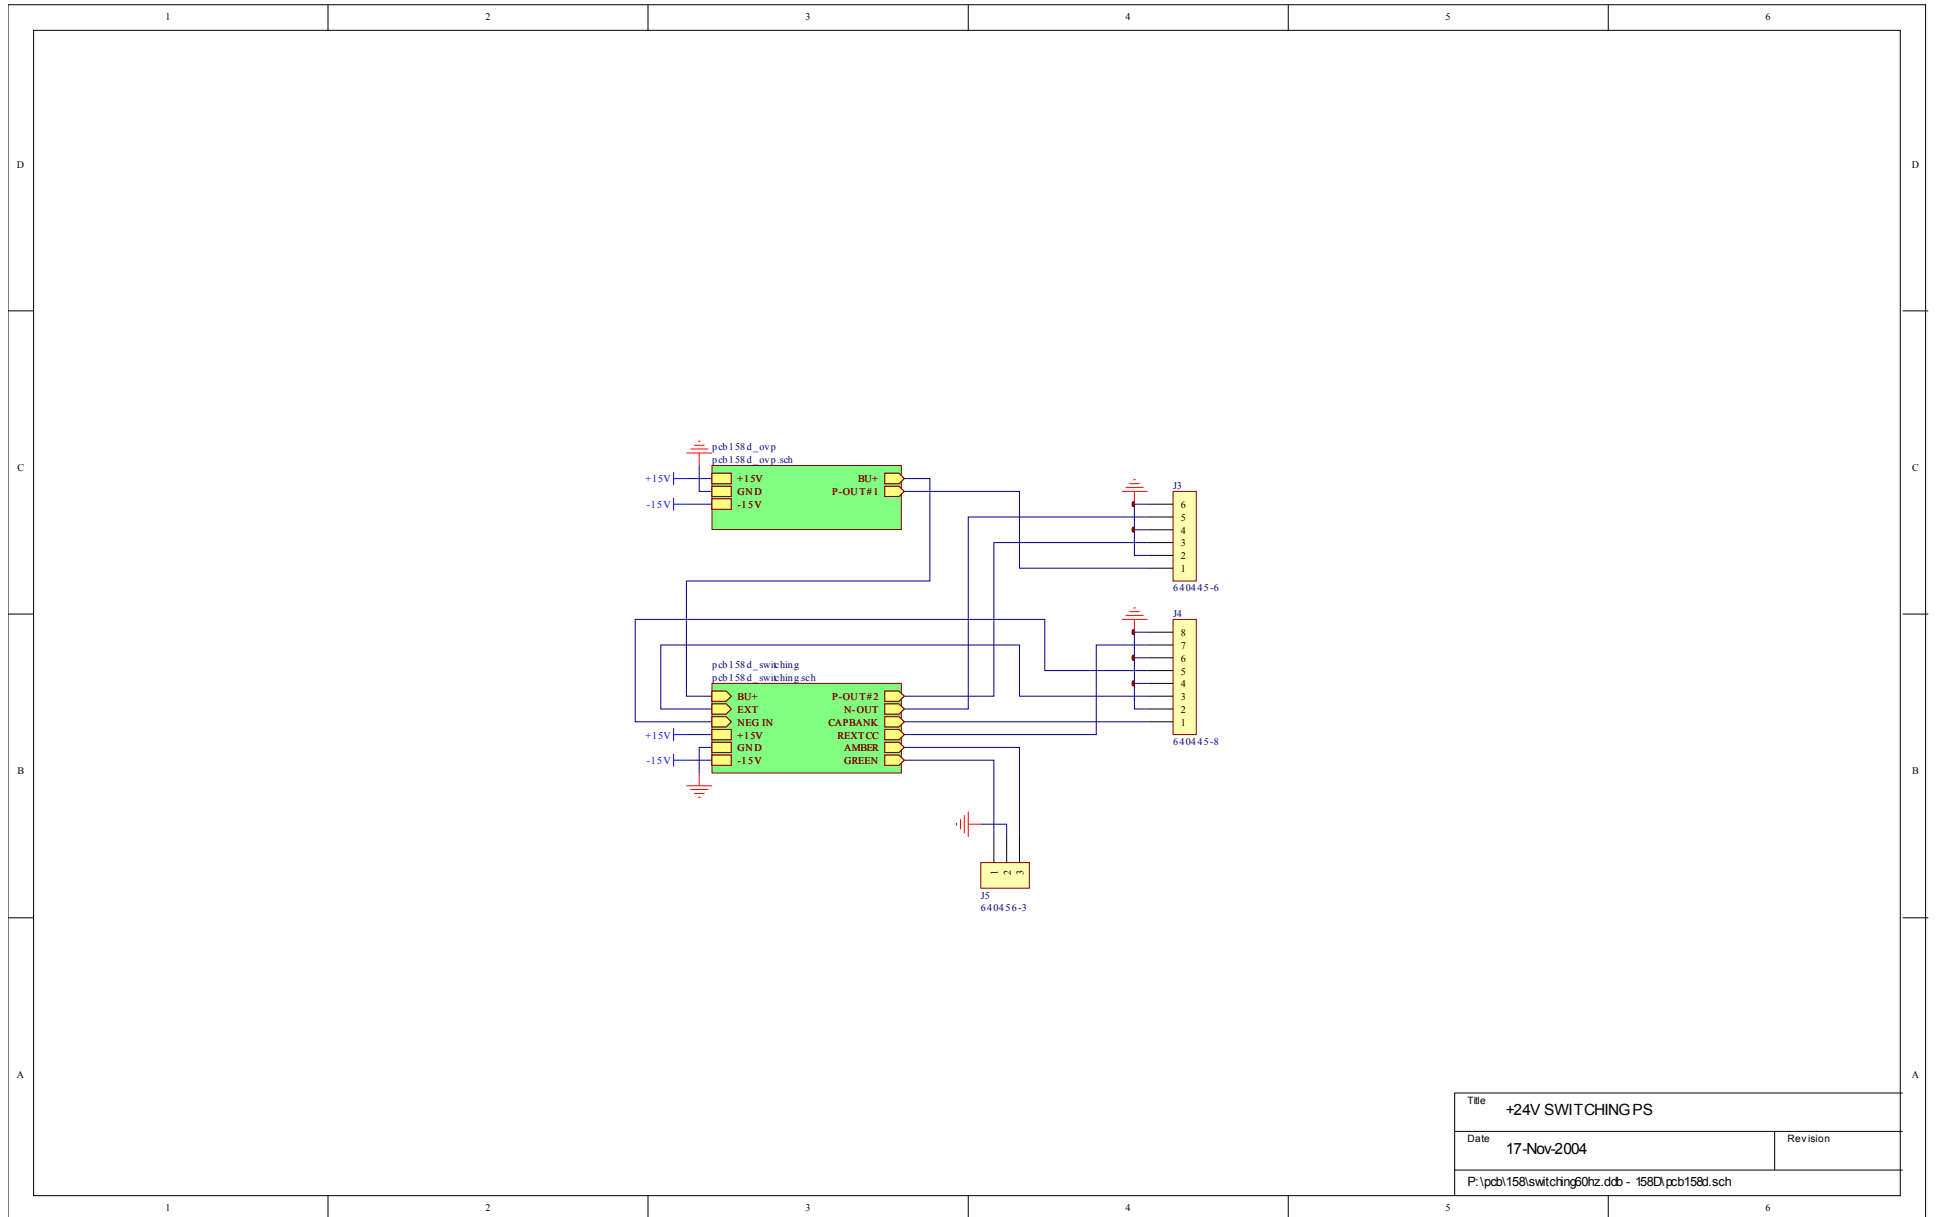 1 2 3 4 5 6
D D
pcb158d_ovp
pcb158d_ovp.sch
+15V +15V BU+
GND P-OUT#1
-15V -15V
C C
J3
6
5
4
3
2
1
640445-6
J4
8
7
6
5
4
3
2
1
640445-8
pcb158d_switching
pcb158d_switching.sch
BU+ P-OUT#2
EXT N-OUT
NEG IN CAPBANK
+15V +15V REXTCC
GND AMBER
-15V -15V GREEN
B B
1 2 3
J5
640456-3
A A
Title +24V SWITCHING PS
Date 17-Nov-2004 Revision
P:\pcb\158\switching60hz.ddb - 158D\pcb158d.sch
1 2 3 4 5 6